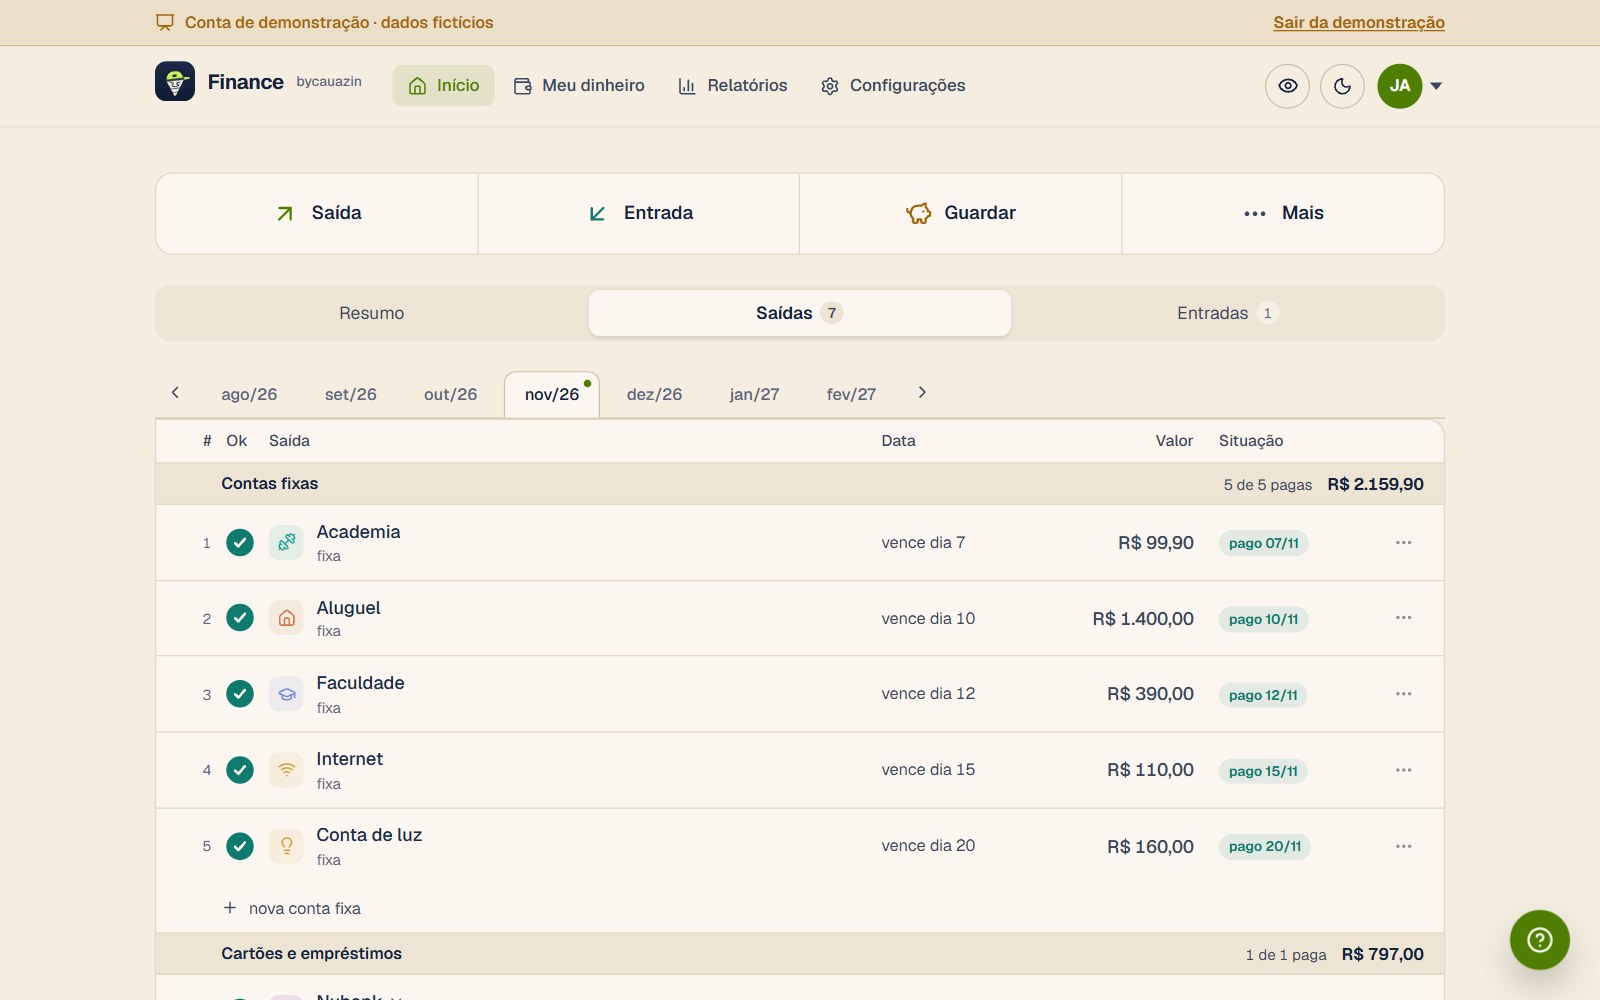 Conta de demonstração · dados fictícios
Sair da demonstração
Finance bycauazin
Início
Meu dinheiro
Relatórios
Configurações
JA
Saída
Entrada
Guardar
Mais
Resumo
Saídas 7
Entradas 1
ago/26 set/26 out/26 nov/26 dez/26 jan/27 fev/27
# Ok Saída Data Valor Situação
Contas fixas 5 de 5 pagas R$ 2.159,90
1 Academia vence dia 7 R$ 99,90 pago 07/11
fixa
2 Aluguel vence dia 10 R$ 1.400,00 pago 10/11
fixa
3 Faculdade vence dia 12 R$ 390,00 pago 12/11
fixa
4 Internet vence dia 15 R$ 110,00 pago 15/11
fixa
5 Conta de luz vence dia 20 R$ 160,00 pago 20/11
fixa
+ nova conta fixa
Cartões e empréstimos 1 de 1 paga R$ 797,00